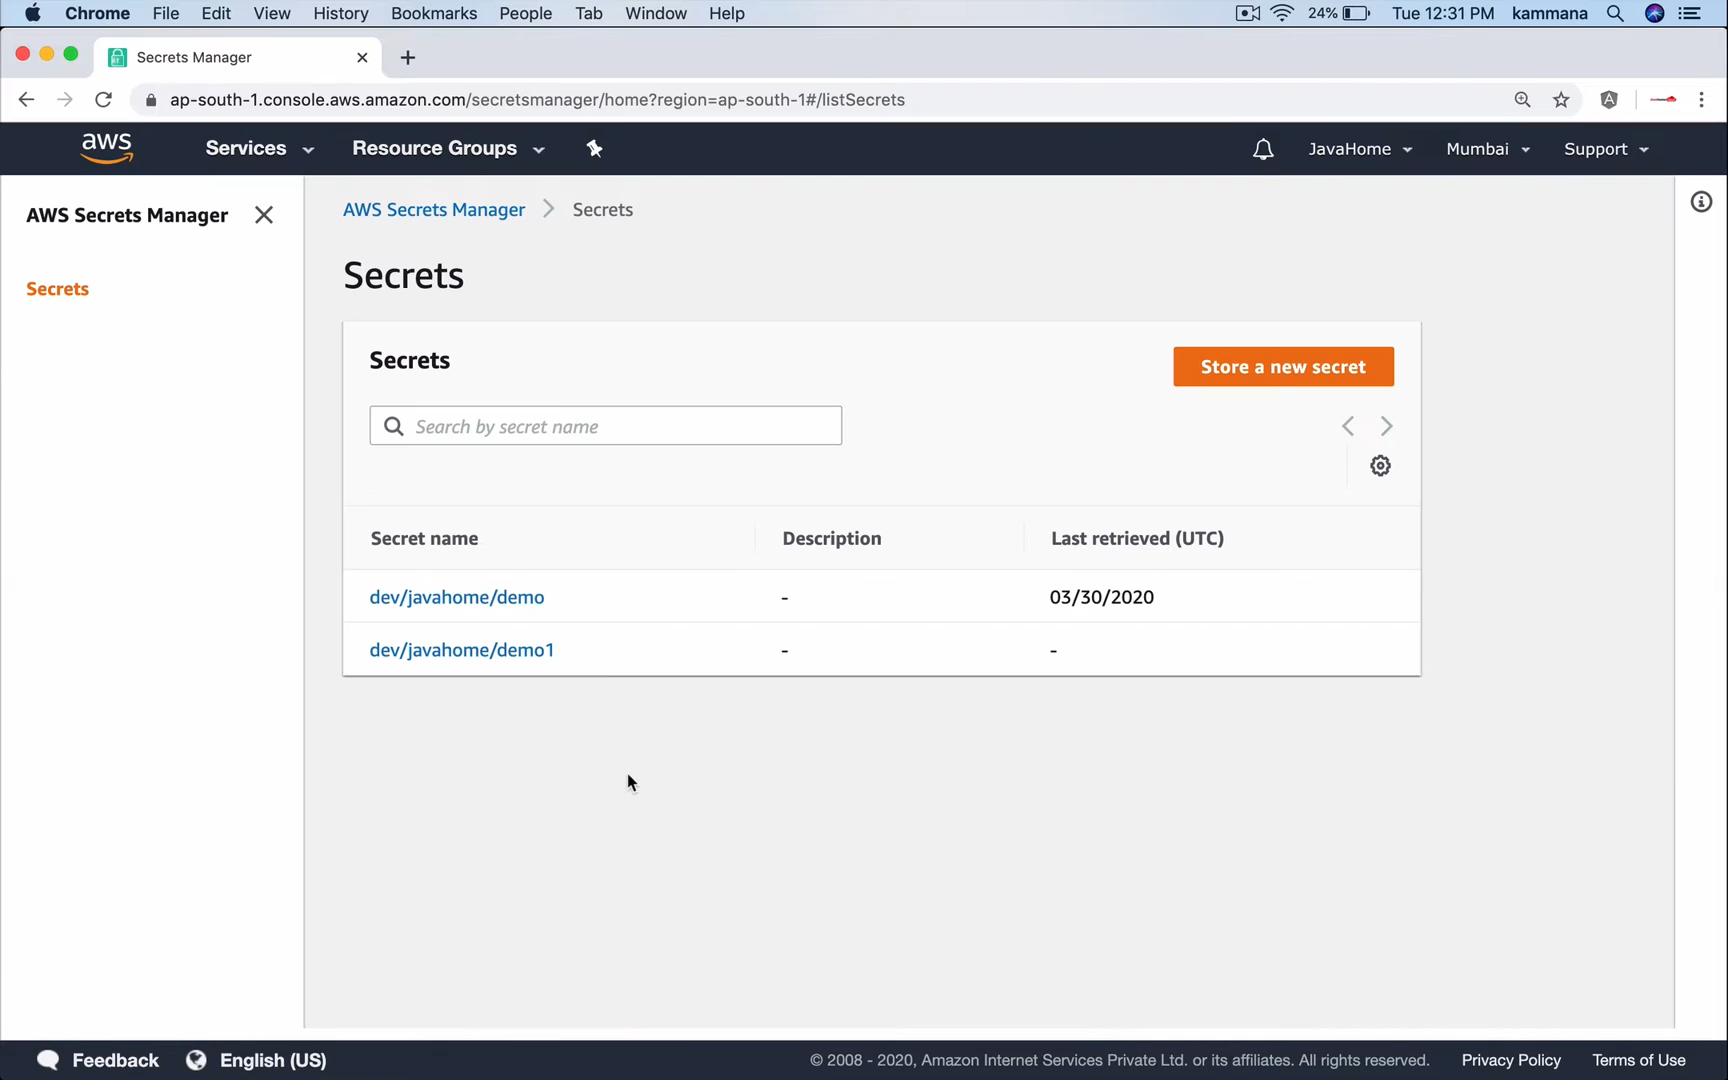 Chrome File Edit View History Bookmarks People Tab Window Help 24% Tue 12:31 PM kammana
Secrets Manager
ap-south-1.console.aws.amazon.com/secretsmanager/home?region=ap-south-1#/listSecrets
aws Services Resource Groups JavaHome Mumbai Support
AWS Secrets Manager
Secrets
AWS Secrets Manager Secrets
Secrets
Secrets
Store a new secret
Search by secret name
Secret name Description Last retrieved (UTC)
dev/javahome/demo - 03/30/2020
dev/javahome/demo1 - -
Feedback English (US) © 2008 - 2020, Amazon Internet Services Private Ltd. or its affiliates. All rights reserved. Privacy Policy Terms of Use